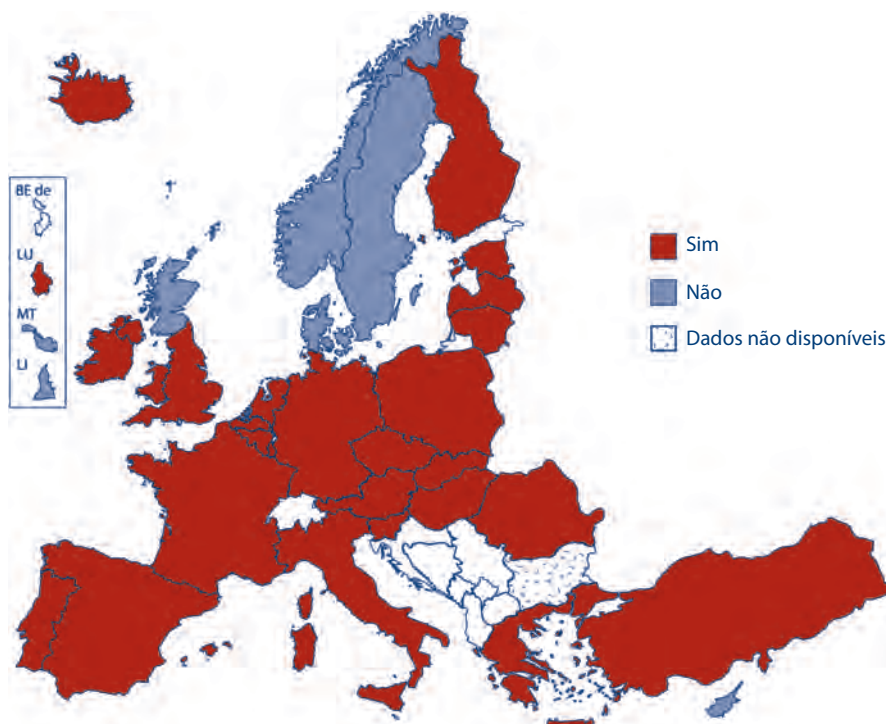 BE de
LU
MT
LI
Sim
Não
Dados não disponíveis